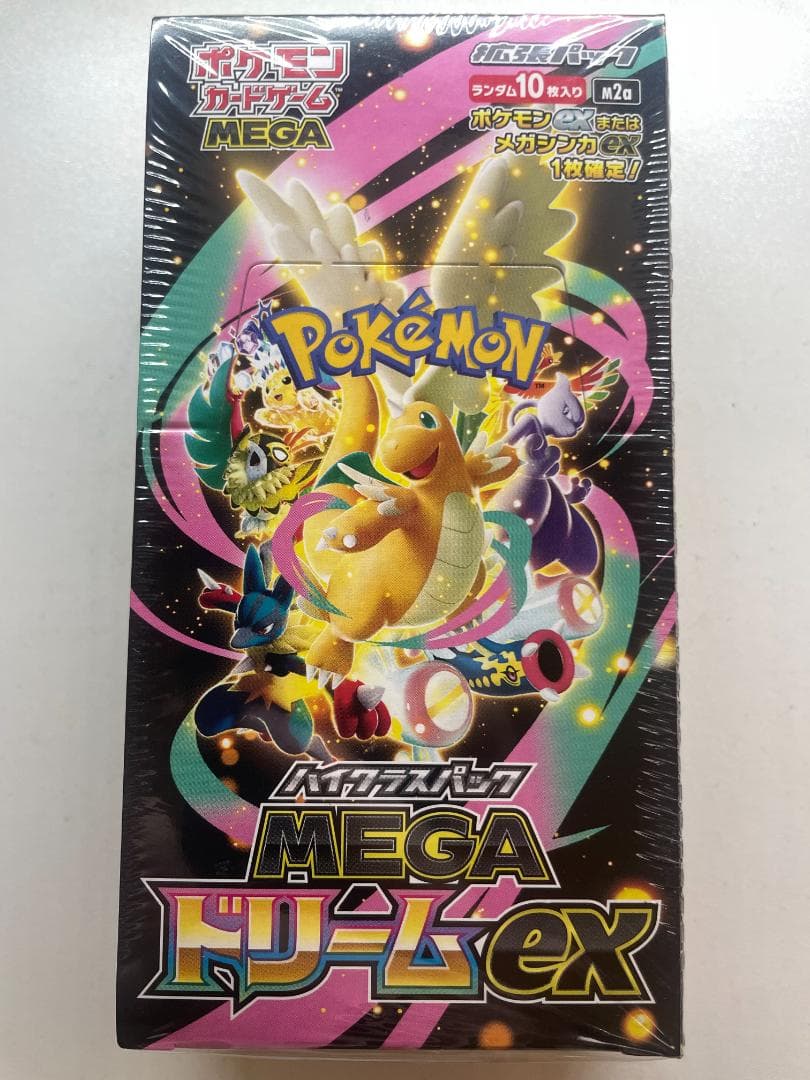 ポケモン
カードゲーム™
MEGA
拡張パック
ランダム10枚入り
M2a
ポケモンexまたは
メガシンカex
1枚確定!
POKéMON™
ハイクラスパック
MEGA
ドリームex